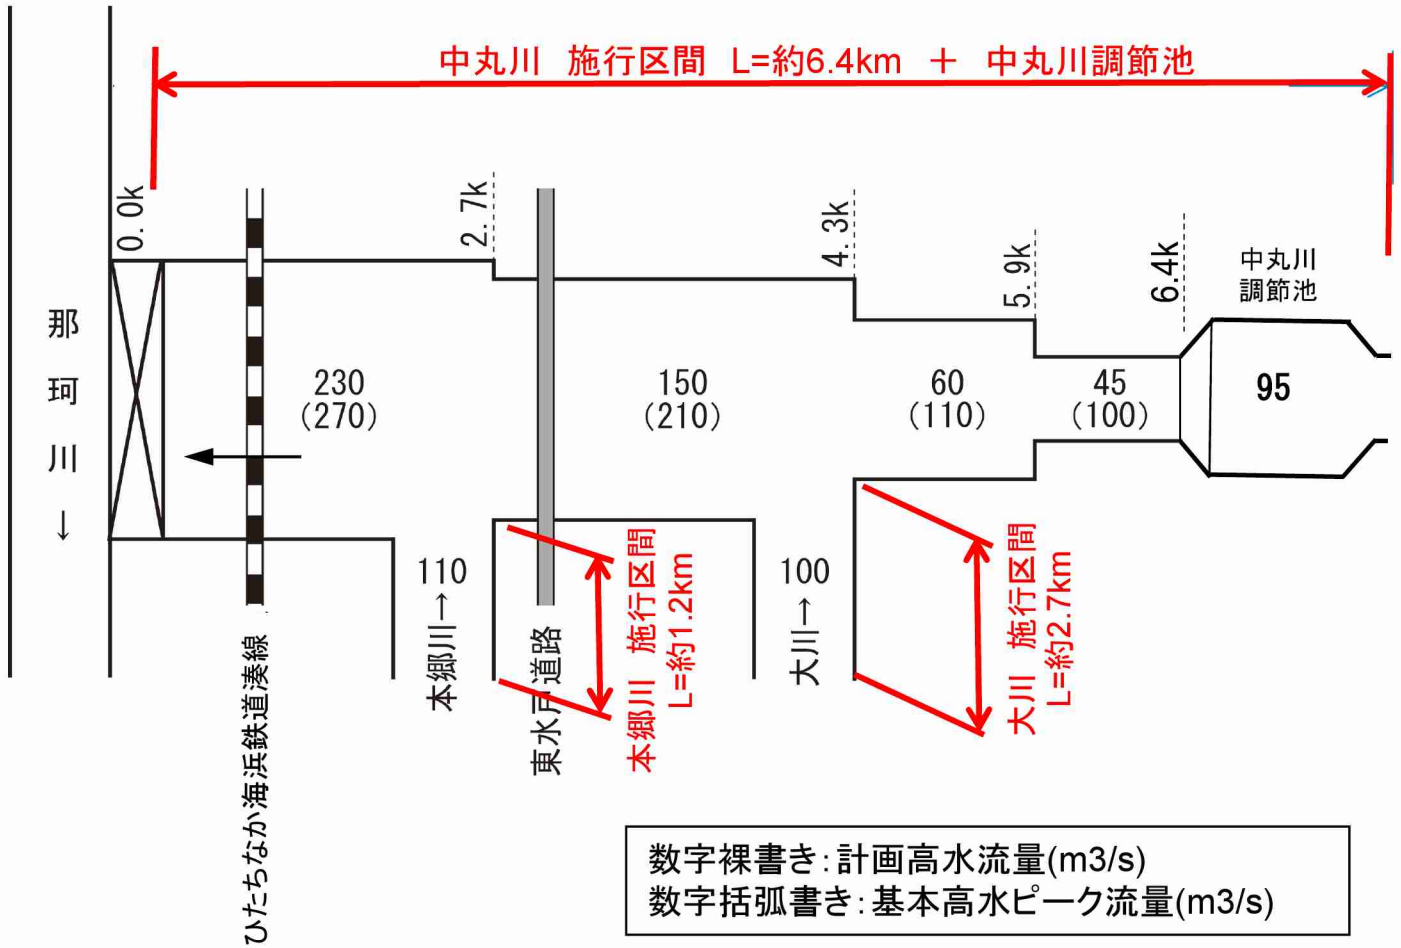 中丸川　施行区間　L=約6.4km　＋　中丸川調節池
0.0k
2.7k
4.3k
5.9k
6.4k
中丸川
調節池
那珂川↓
230
(270)
150
(210)
60
(110)
45
(100)
95
110
本郷川→
100
大川→
ひたちなか海浜鉄道湊線
東水戸道路
本郷川　施行区間
L=約1.2km
大川　施行区間
L=約2.7km
数字裸書き：計画高水流量(m3/s)
数字括弧書き：基本高水ピーク流量(m3/s)